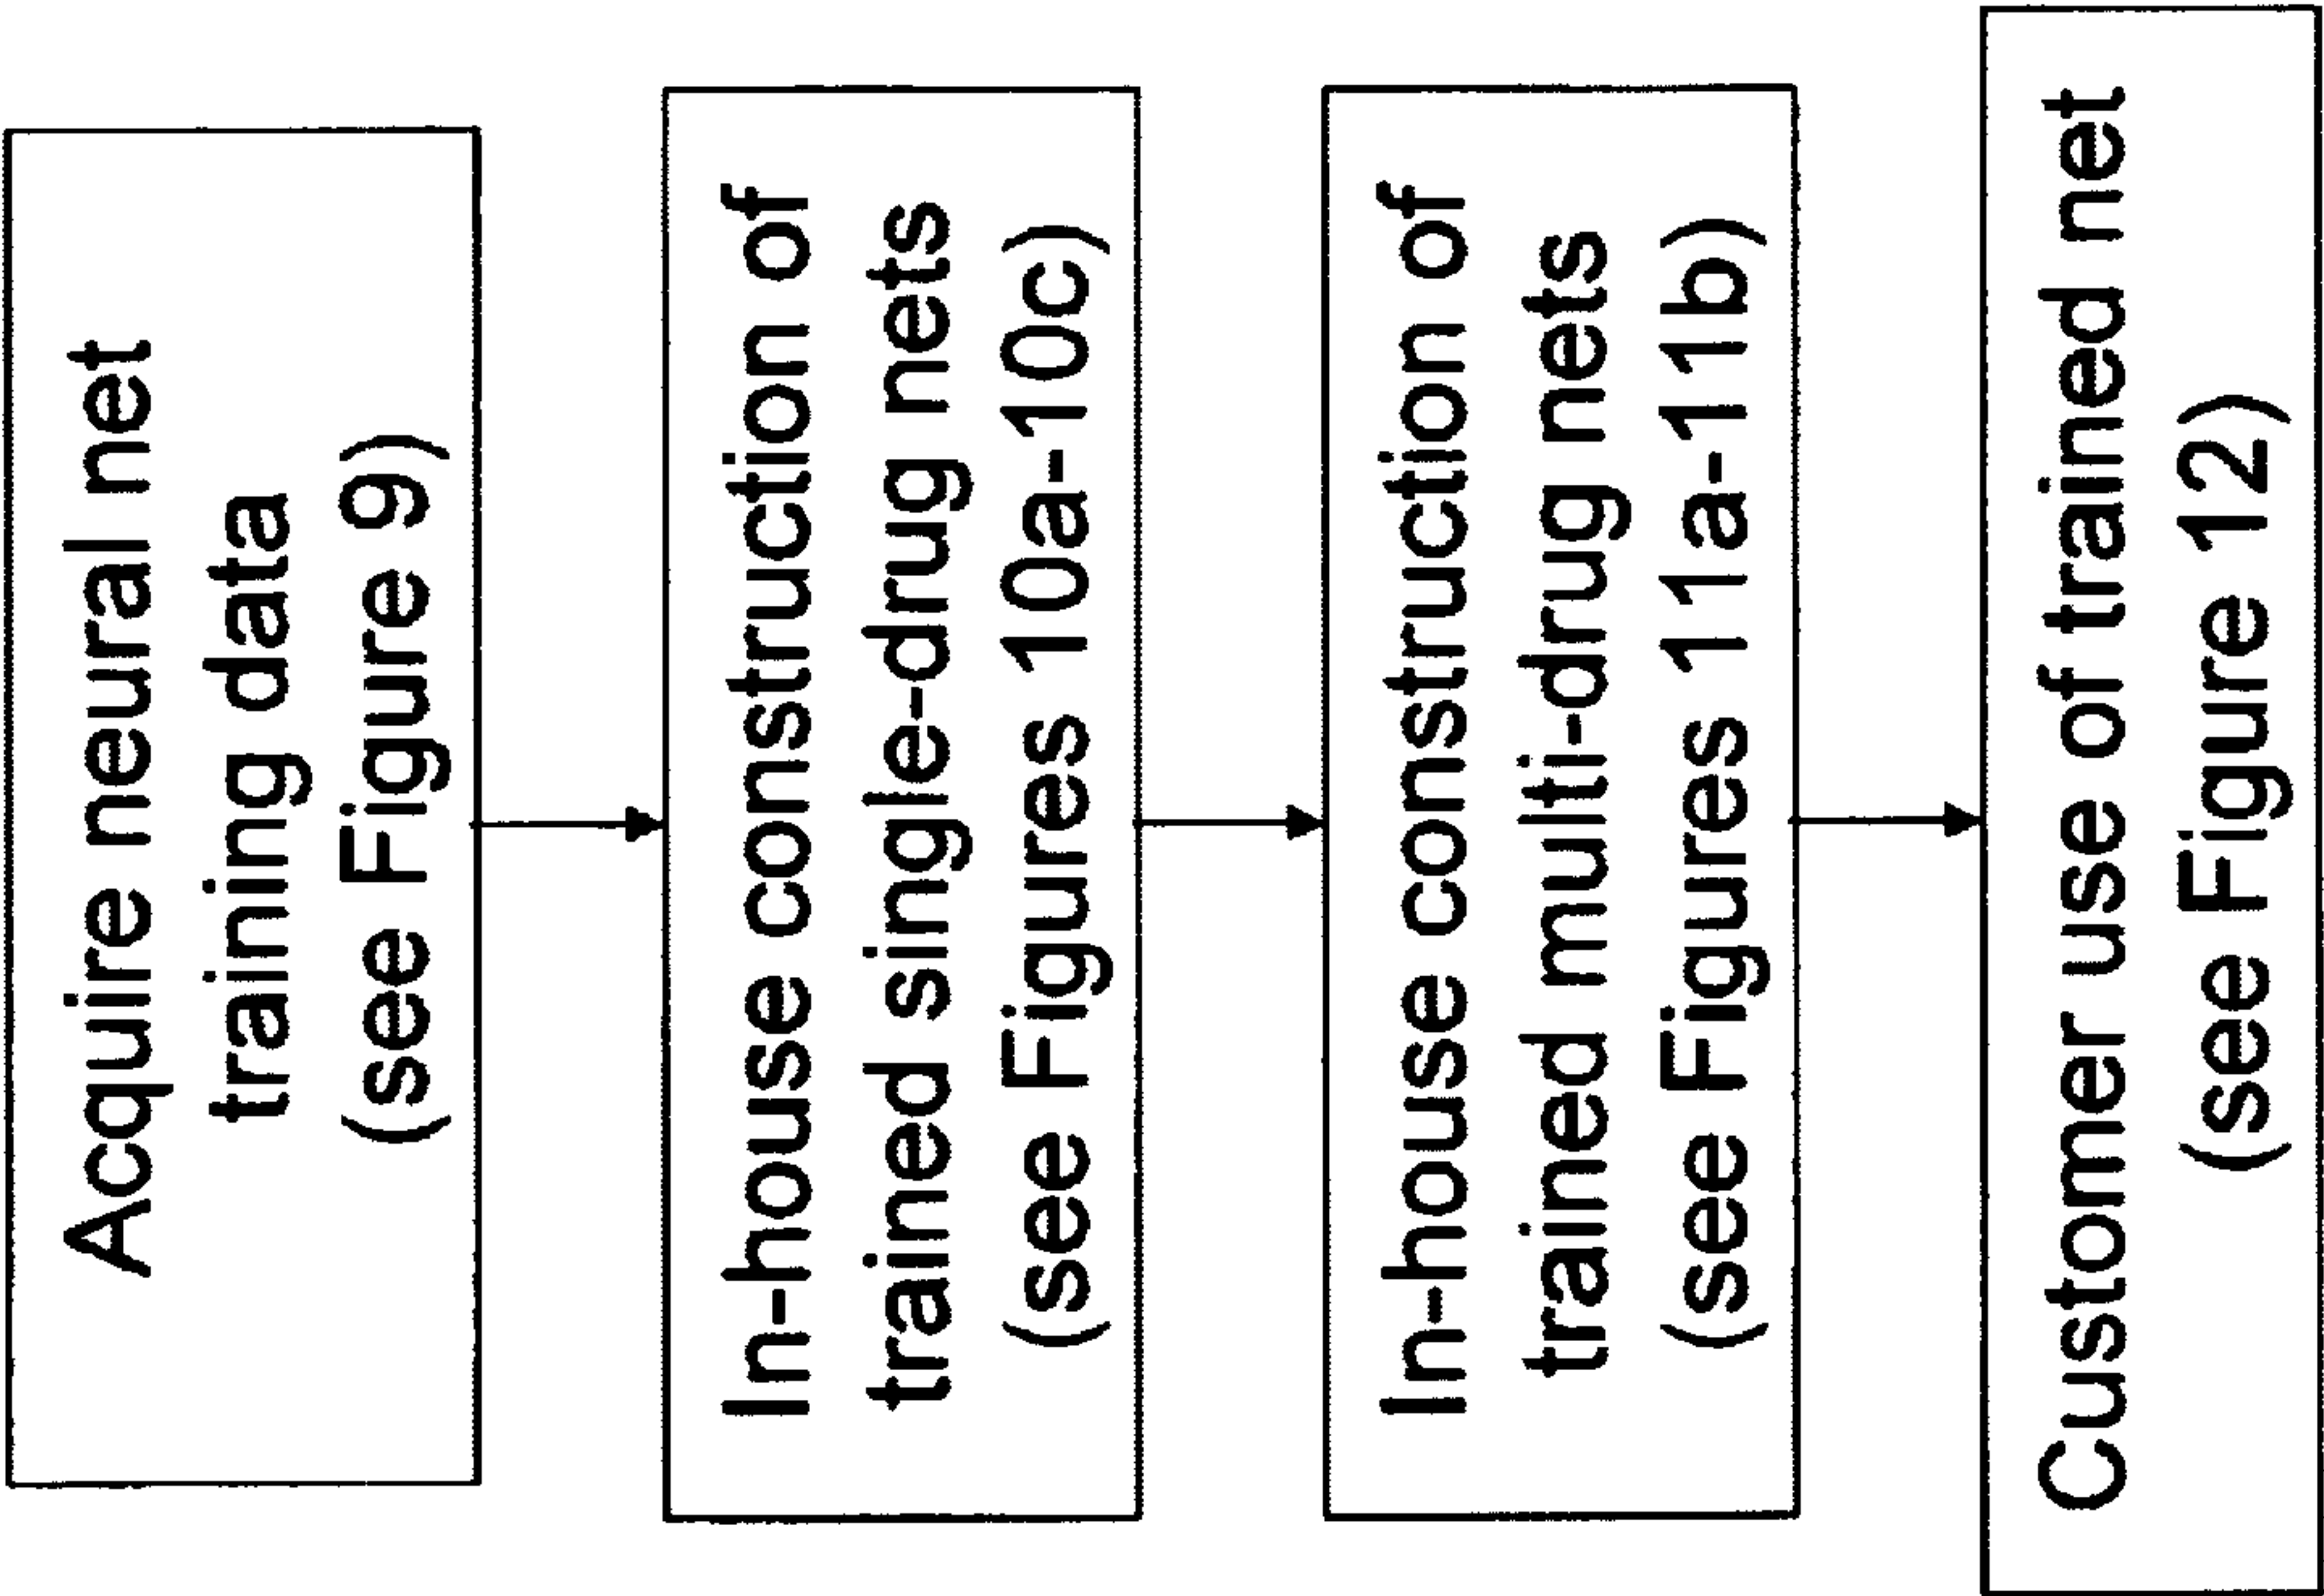 Acquire neural net
training data
(see Figure 9)
In-house construction of
trained single-drug nets
(see Figures 10a-10c)
In-house construction of
trained multi-drug nets
(see Figures 11a-11b)
Customer use of trained net
(see Figure 12)